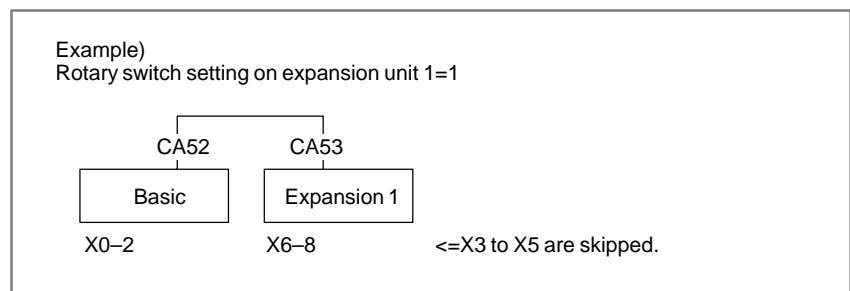 Example)
Rotary switch setting on expansion unit 1=1
CA52 CA53
Basic Expansion 1
X0–2 X6–8 <=X3 to X5 are skipped.